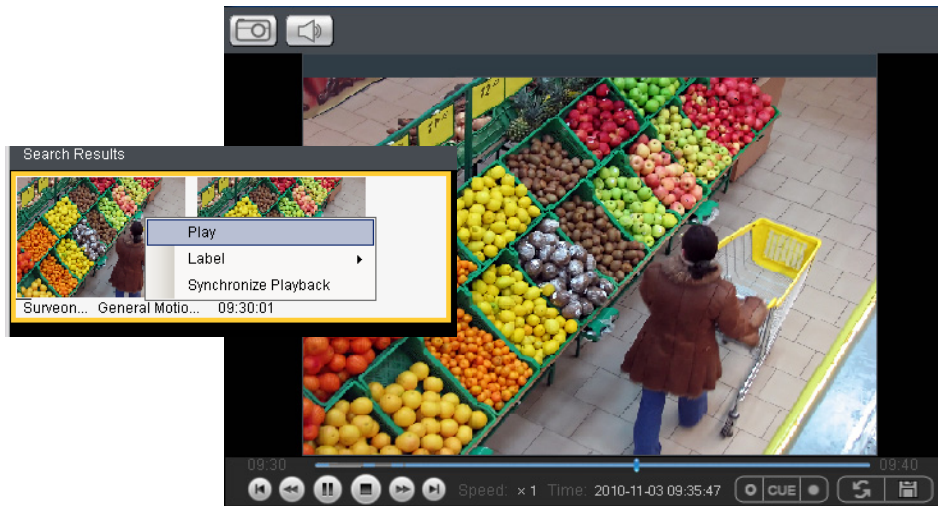 Search Results
Play
Label
Synchronize Playback
Surveon... General Motio... 09:30:01
09:30 09:40
Speed: ×1 Time: 2010-11-03 09:35:47 CUE